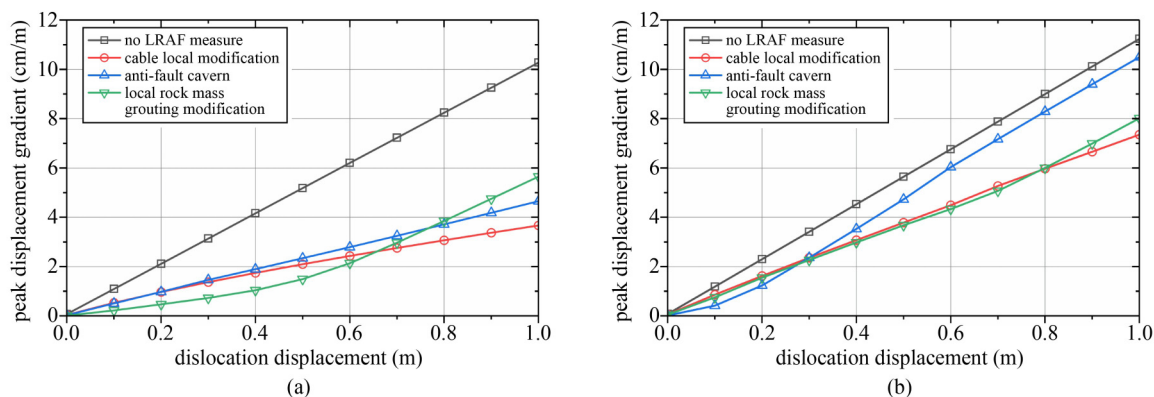 12
10
8
6
4
2
0
peak displacement gradient (cm/m)
no LRAF measure
cable local modification
anti-fault cavern
local rock mass
grouting modification
0.0 0.2 0.4 0.6 0.8 1.0
dislocation displacement (m)
(a)
12
10
8
6
4
2
0
peak displacement gradient (cm/m)
no LRAF measure
cable local modification
anti-fault cavern
local rock mass
grouting modification
0.0 0.2 0.4 0.6 0.8 1.0
dislocation displacement (m)
(b)